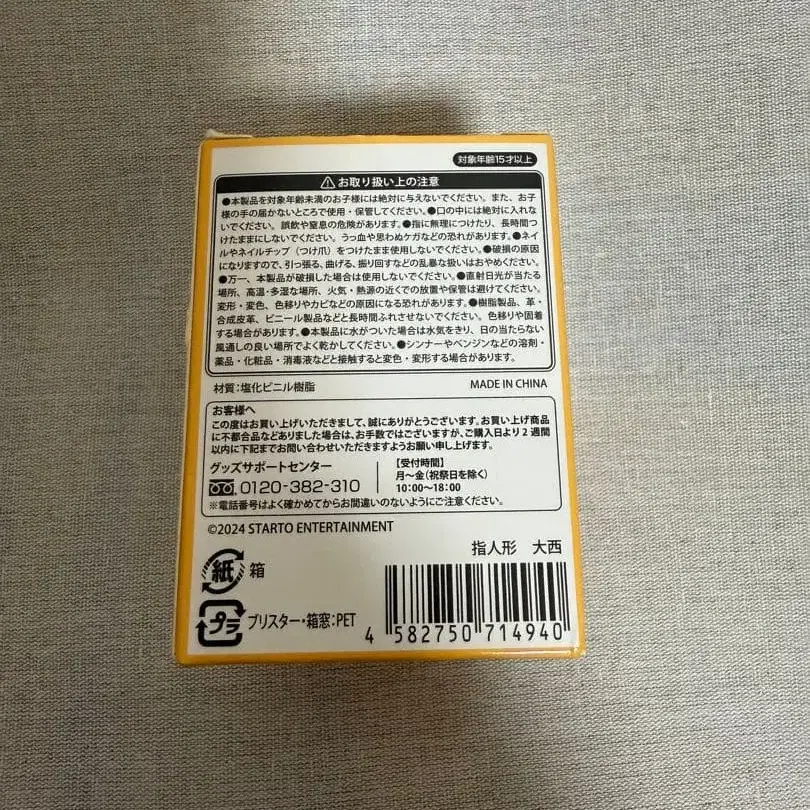 対象年齢15才以上
お取り扱い上の注意
●本製品を対象年齢未満のお子様には絶対に与えないでください。また、お子
様の手の届かないところで使用・保管してください。●口の中には絶対に入れな
いでください。誤飲や窒息の危険があります。●指に無理につけたり、長時間つ
けたままにしないでください。うっ血や思わぬケガなどの恐れがあります。●ネイ
ルやネイルチップ（つけ爪）をつけたまま使用しないでください。●破損の原因
になりますので、引っ張る、曲げる、振り回すなどの乱暴な扱いはおやめください。
●万一、本製品が破損した場合は使用しないでください。●直射日光が当たる
場所、高温・多湿な場所、火気・熱源の近くでの放置や保管は避けてください。
変形・変色、色移りやカビなどの原因になる恐れがあります。●樹脂製品、革・
合成皮革、ビニール製品などと長時間ふれさせないでください。色移りや固着
する場合があります。●本製品に水がついた場合は水気をきり、日の当たらない
風通しの良い場所でよく乾かしてください。●シンナーやベンジンなどの溶剤・
薬品・化粧品・消毒液などと接触すると変色・変形する場合があります。
材質：塩化ビニル樹脂 MADE IN CHINA
お客様へ
この度はお買い上げいただきまして、誠にありがとうございます。お買い上げ商品
に不都合品などありました場合は、お手数ではございますが、ご購入日より2週間
以内に下記までお問い合わせいただきますようお願い申し上げます。
グッズサポートセンター
0120-382-310
【受付時間】
月～金（祝祭日を除く）
10：00～18：00
※電話番号はよく確かめてからお間違いのないようにご注意ください。
©2024 STARTO ENTERTAINMENT
指人形 大西
紙 箱
プラ ブリスター・箱窓：PET
4 582750 714940